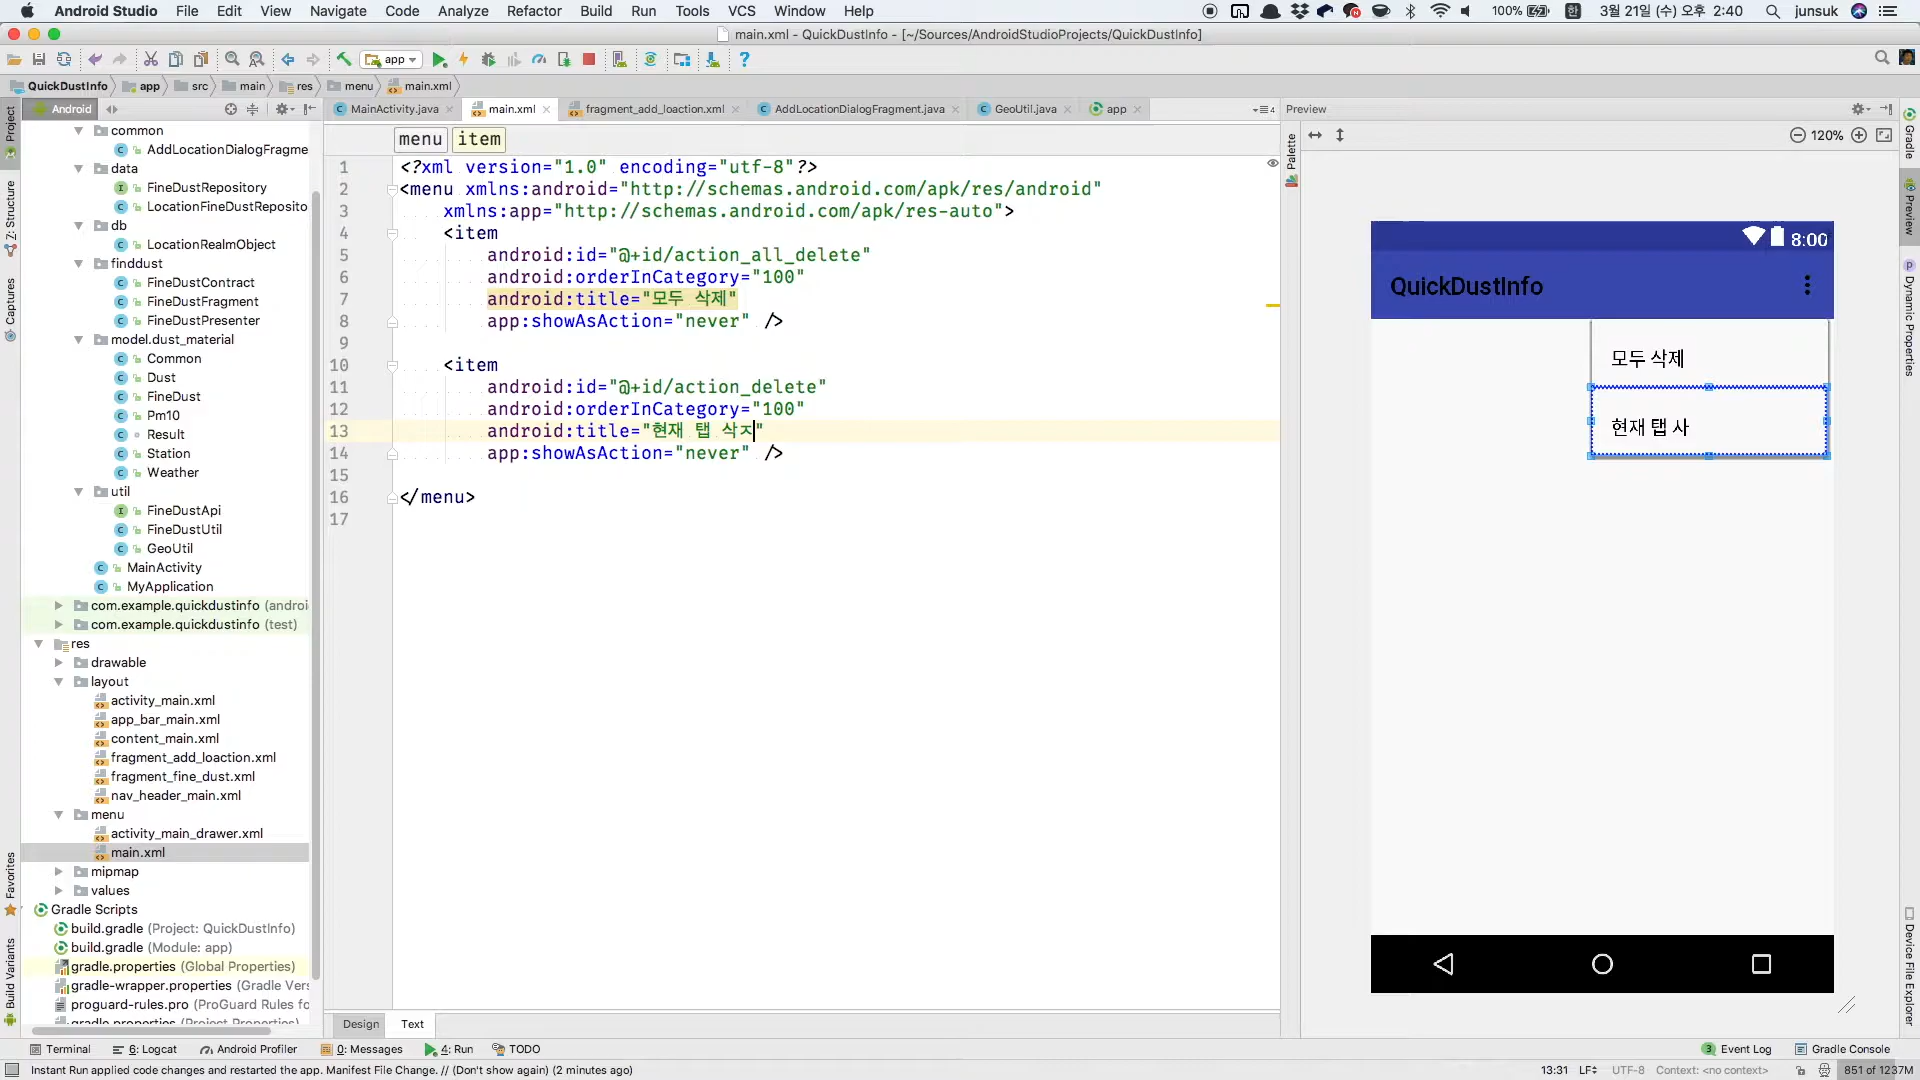 Android Studio File Edit View Navigate Code Analyze Refactor Build Run Tools VCS Window Help 100% 한 3월 21일 (수) 오후 2:40 junsuk
main.xml - QuickDustInfo - [~/Sources/AndroidStudioProjects/QuickDustInfo]
app
QuickDustInfo app src main res menu main.xml
Android MainActivity.java main.xml fragment_add_loaction.xml AddLocationDialogFragment.java GeoUtil.java app Preview
Project
Z: Structure
Captures
Favorites
Build Variants
common
AddLocationDialogFragme
data
FineDustRepository
LocationFineDustReposito
db
LocationRealmObject
finddust
FineDustContract
FineDustFragment
FineDustPresenter
model.dust_material
Common
Dust
FineDust
Pm10
Result
Station
Weather
util
FineDustApi
FineDustUtil
GeoUtil
MainActivity
MyApplication
com.example.quickdustinfo (androi
com.example.quickdustinfo (test)
res
drawable
layout
activity_main.xml
app_bar_main.xml
content_main.xml
fragment_add_loaction.xml
fragment_fine_dust.xml
nav_header_main.xml
menu
activity_main_drawer.xml
main.xml
mipmap
values
Gradle Scripts
build.gradle (Project: QuickDustInfo)
build.gradle (Module: app)
gradle.properties (Global Properties)
gradle-wrapper.properties (Gradle Vers
proguard-rules.pro (ProGuard Rules fo
gradle.properties (Project Properties)
menu item
1 <?xml version="1.0" encoding="utf-8"?>
2 <menu xmlns:android="http://schemas.android.com/apk/res/android"
3 xmlns:app="http://schemas.android.com/apk/res-auto">
4 <item
5 android:id="@+id/action_all_delete"
6 android:orderInCategory="100"
7 android:title="모두 삭제"
8 app:showAsAction="never" />
9
10 <item
11 android:id="@+id/action_delete"
12 android:orderInCategory="100"
13 android:title="현재 탭 삭ㅈ"
14 app:showAsAction="never" />
15
16 </menu>
17
Design Text
Palette
120%
8:00
QuickDustInfo
모두 삭제
현재 탭 사
Gradle
Preview
Dynamic Properties
Device File Explorer
Terminal 6: Logcat Android Profiler 0: Messages 4: Run TODO 3 Event Log Gradle Console
Instant Run applied code changes and restarted the app. Manifest File Change. // (Don't show again) (2 minutes ago) 13:31 LF UTF-8 Context: <no context> 851 of 1237M